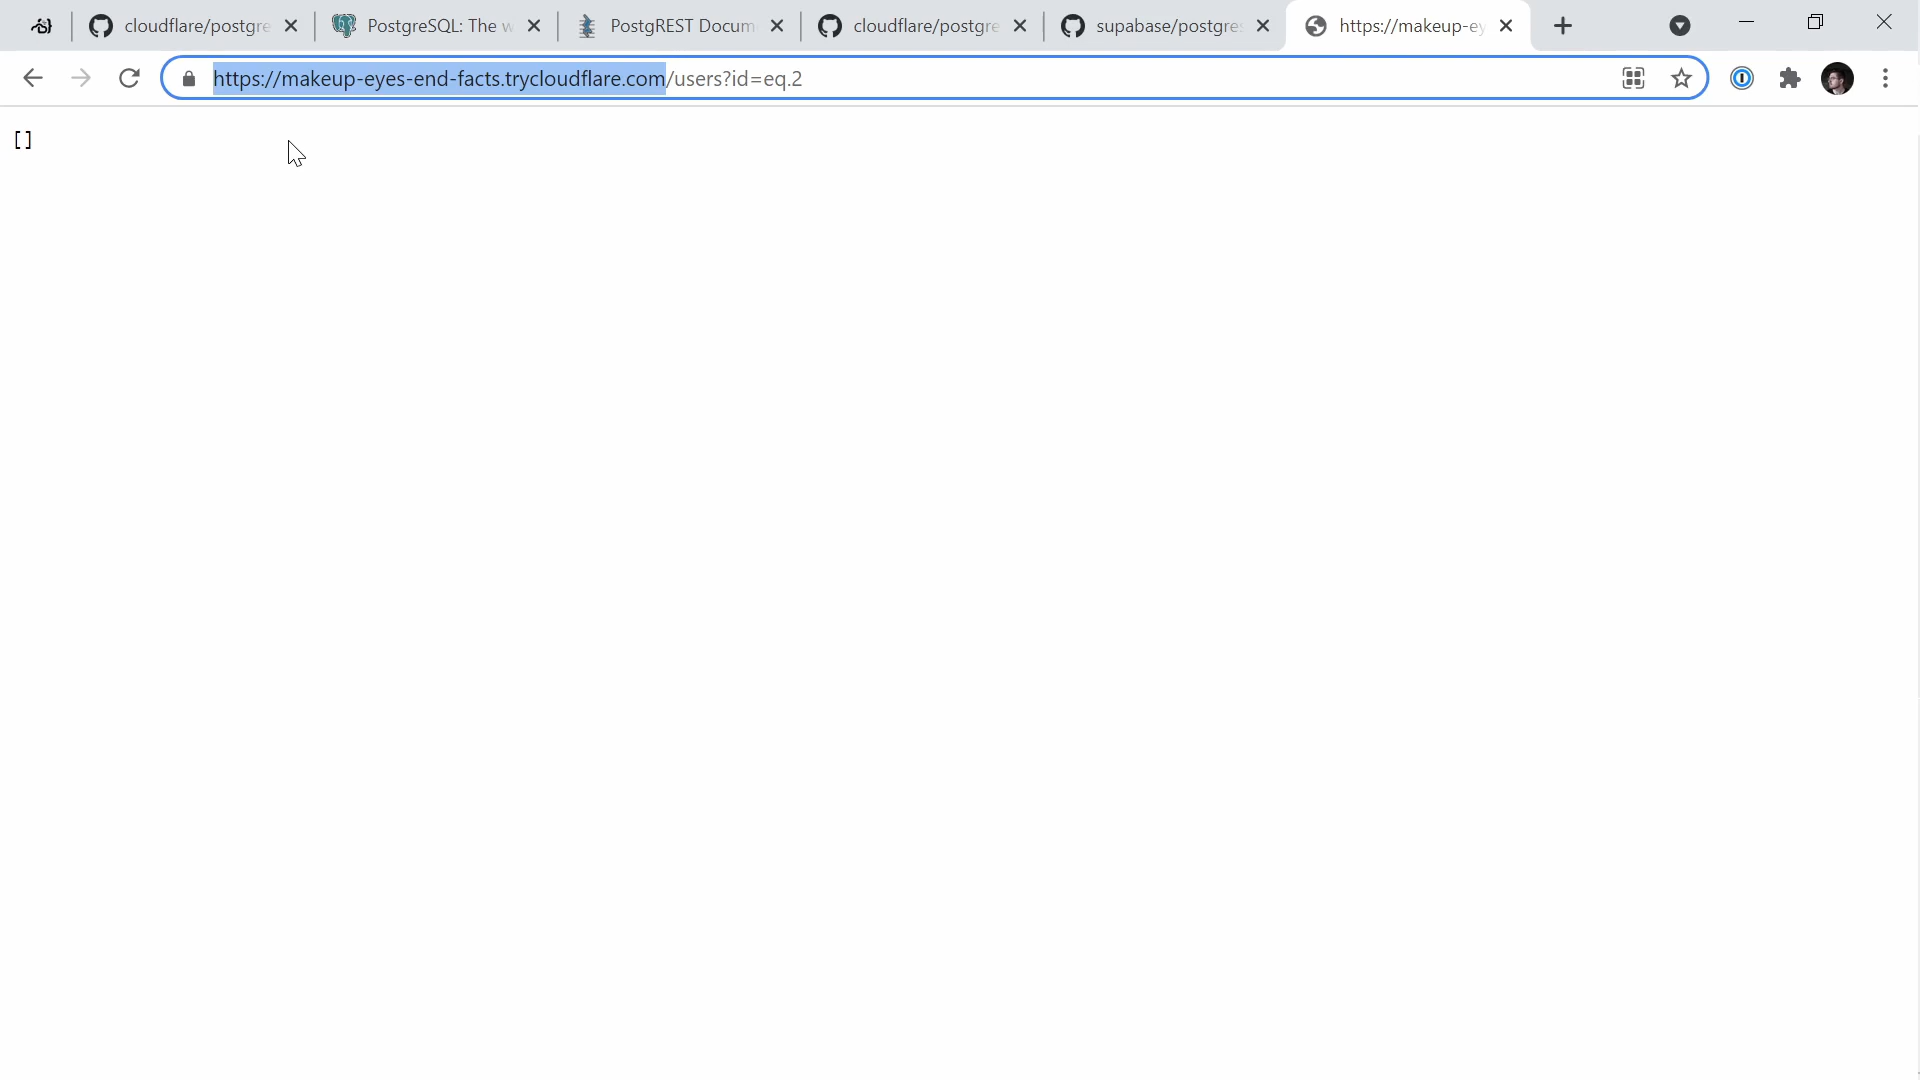 cloudflare/postgre
PostgreSQL: The w
PostgREST Docum
cloudflare/postgre
supabase/postgres
https://makeup-ey
https://makeup-eyes-end-facts.trycloudflare.com/users?id=eq.2
[]